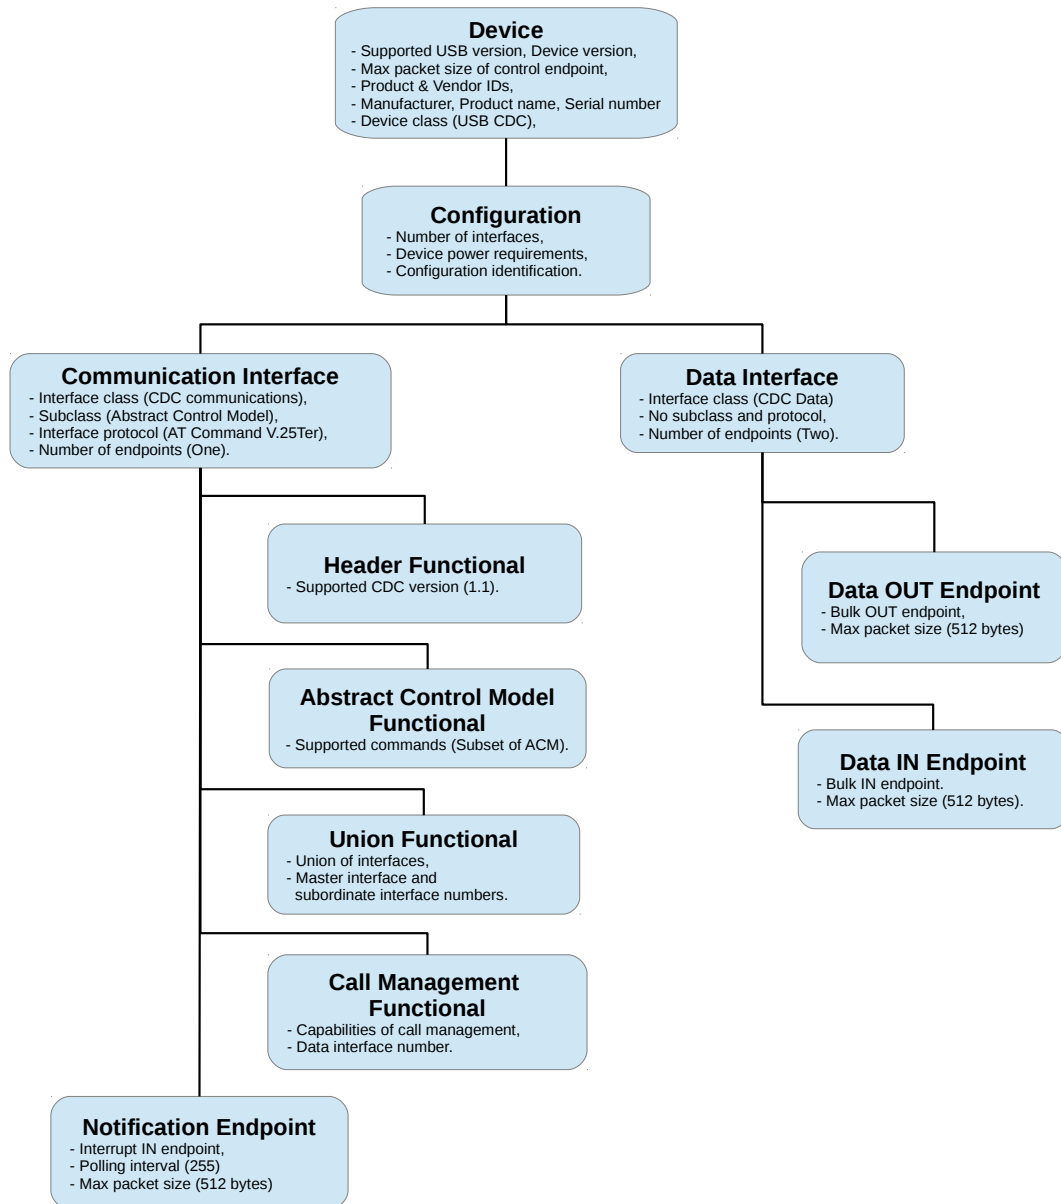 Device
- Supported USB version, Device version,
- Max packet size of control endpoint,
- Product & Vendor IDs,
- Manufacturer, Product name, Serial number
- Device class (USB CDC),
Configuration
- Number of interfaces,
- Device power requirements,
- Configuration identification.
Communication Interface
- Interface class (CDC communications),
- Subclass (Abstract Control Model),
- Interface protocol (AT Command V.25Ter),
- Number of endpoints (One).
Data Interface
- Interface class (CDC Data)
- No subclass and protocol,
- Number of endpoints (Two).
Header Functional
- Supported CDC version (1.1).
Data OUT Endpoint
- Bulk OUT endpoint,
- Max packet size (512 bytes)
Abstract Control Model
Functional
- Supported commands (Subset of ACM).
Data IN Endpoint
- Bulk IN endpoint.
- Max packet size (512 bytes).
Union Functional
- Union of interfaces,
- Master interface and
subordinate interface numbers.
Call Management
Functional
- Capabilities of call management,
- Data interface number.
Notification Endpoint
- Interrupt IN endpoint,
- Polling interval (255)
- Max packet size (512 bytes)